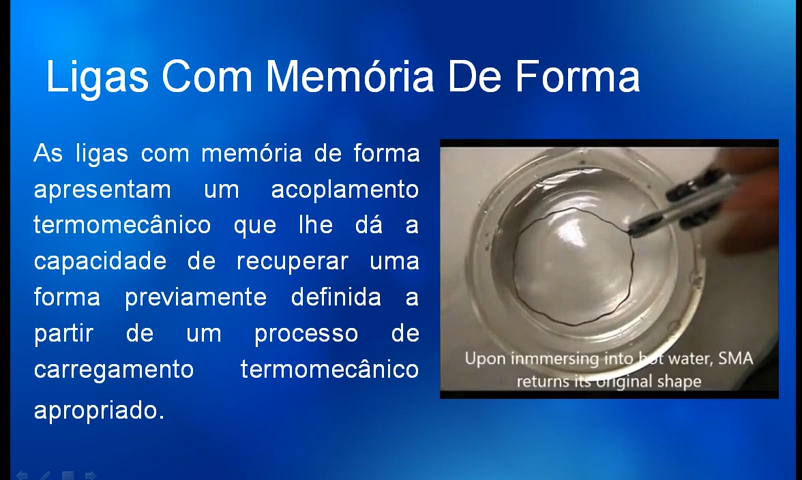 Ligas Com Memória De Forma
As ligas com memória de forma
apresentam um acoplamento
termomecânico que lhe dá a
capacidade de recuperar uma
forma previamente definida a
partir de um processo de
carregamento termomecânico
apropriado.
Upon inmmersing into hot water, SMA
returns its original shape